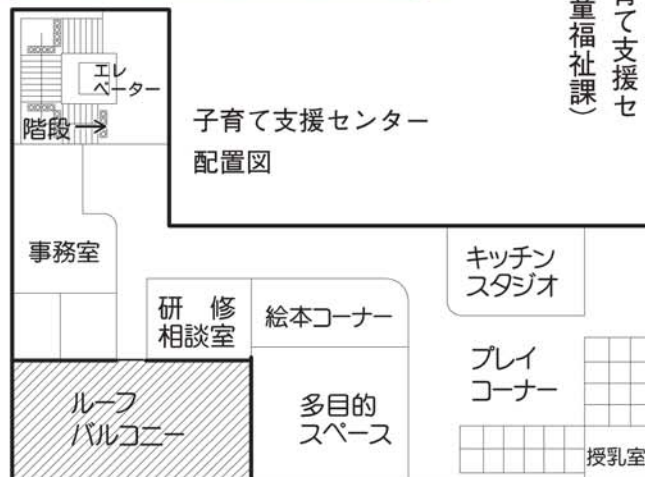 育て支援セ
童福祉課）
エレ
ベーター
階段→
子育て支援センター
配置図
事務室
研 修
相談室
絵本コーナー
キッチン
スタジオ
プレイ
コーナー
ルーフ
バルコニー
多目的
スペース
授乳室